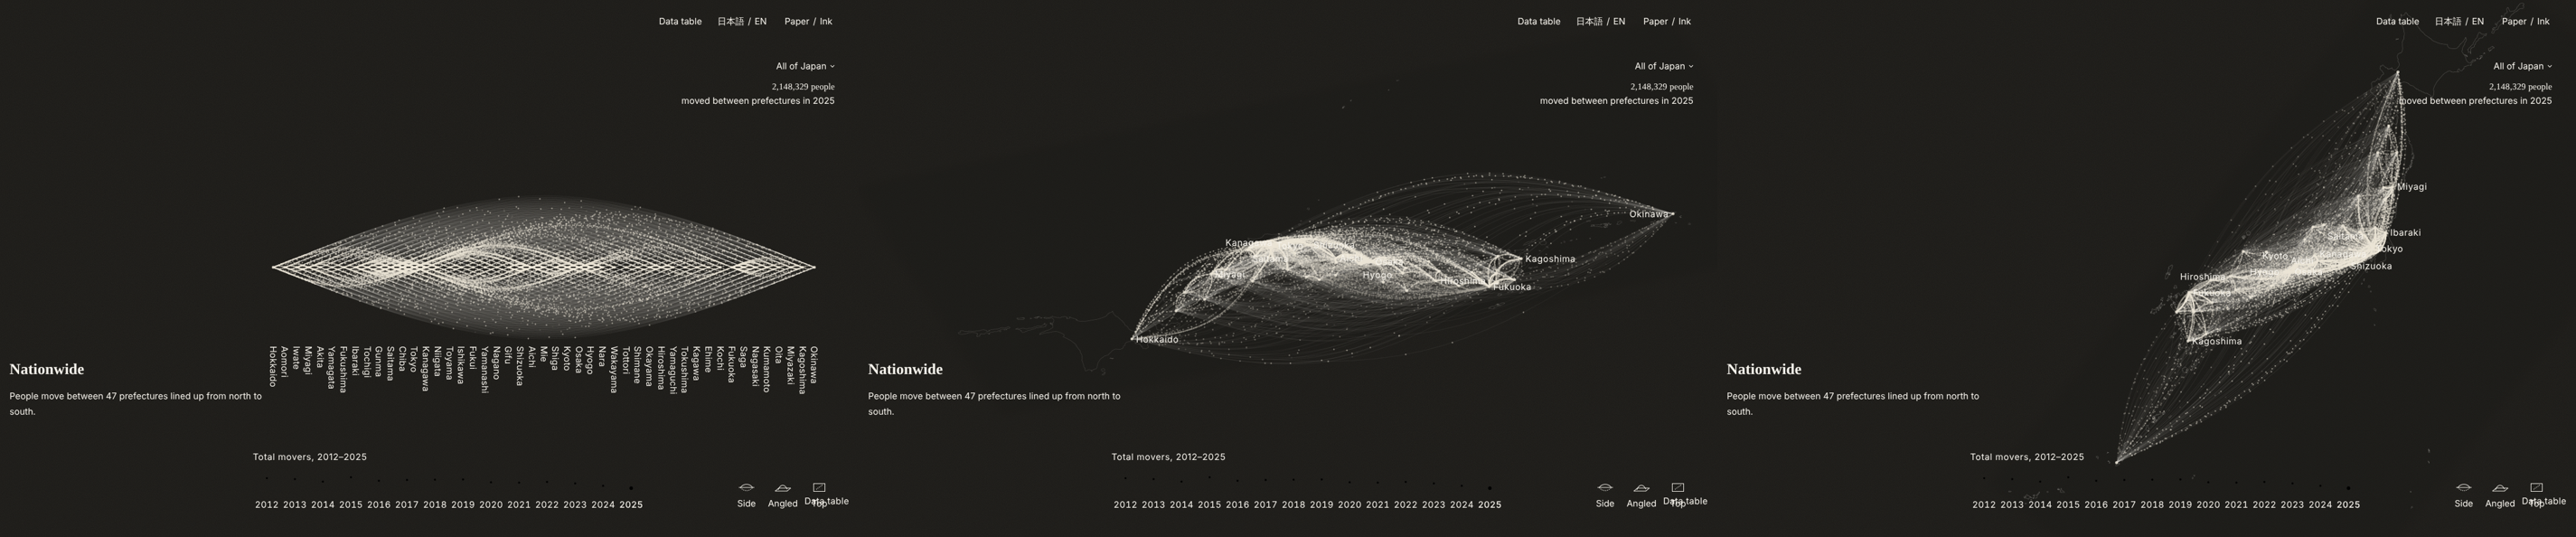 Data table 日本語 / EN Paper / Ink
All of Japan
2,148,329 people
moved between prefectures in 2025
Hokkaido
Aomori
Iwate
Miyagi
Akita
Yamagata
Fukushima
Ibaraki
Tochigi
Gunma
Saitama
Chiba
Tokyo
Kanagawa
Niigata
Toyama
Ishikawa
Fukui
Yamanashi
Nagano
Gifu
Shizuoka
Aichi
Mie
Shiga
Kyoto
Osaka
Hyogo
Nara
Wakayama
Tottori
Shimane
Okayama
Hiroshima
Yamaguchi
Tokushima
Kagawa
Ehime
Kochi
Fukuoka
Saga
Nagasaki
Kumamoto
Oita
Miyazaki
Kagoshima
Okinawa
Nationwide
People move between 47 prefectures lined up from north to
south.
Total movers, 2012–2025
2012 2013 2014 2015 2016 2017 2018 2019 2020 2021 2022 2023 2024 2025
Side Angled Top
Data table
Data table 日本語 / EN Paper / Ink
All of Japan
2,148,329 people
moved between prefectures in 2025
Okinawa
Miyagi
Kagoshima
Hyogo
Hiroshima
Fukuoka
Hokkaido
Nationwide
People move between 47 prefectures lined up from north to
south.
Total movers, 2012–2025
2012 2013 2014 2015 2016 2017 2018 2019 2020 2021 2022 2023 2024 2025
Side Angled Top
Data table
Data table 日本語 / EN Paper / Ink
All of Japan
2,148,329 people
moved between prefectures in 2025
Miyagi
Ibaraki
Saitama
Tokyo
Kyoto
Shizuoka
Hiroshima
Fukuoka
Kagoshima
Nationwide
People move between 47 prefectures lined up from north to
south.
Total movers, 2012–2025
2012 2013 2014 2015 2016 2017 2018 2019 2020 2021 2022 2023 2024 2025
Side Angled Top
Data table